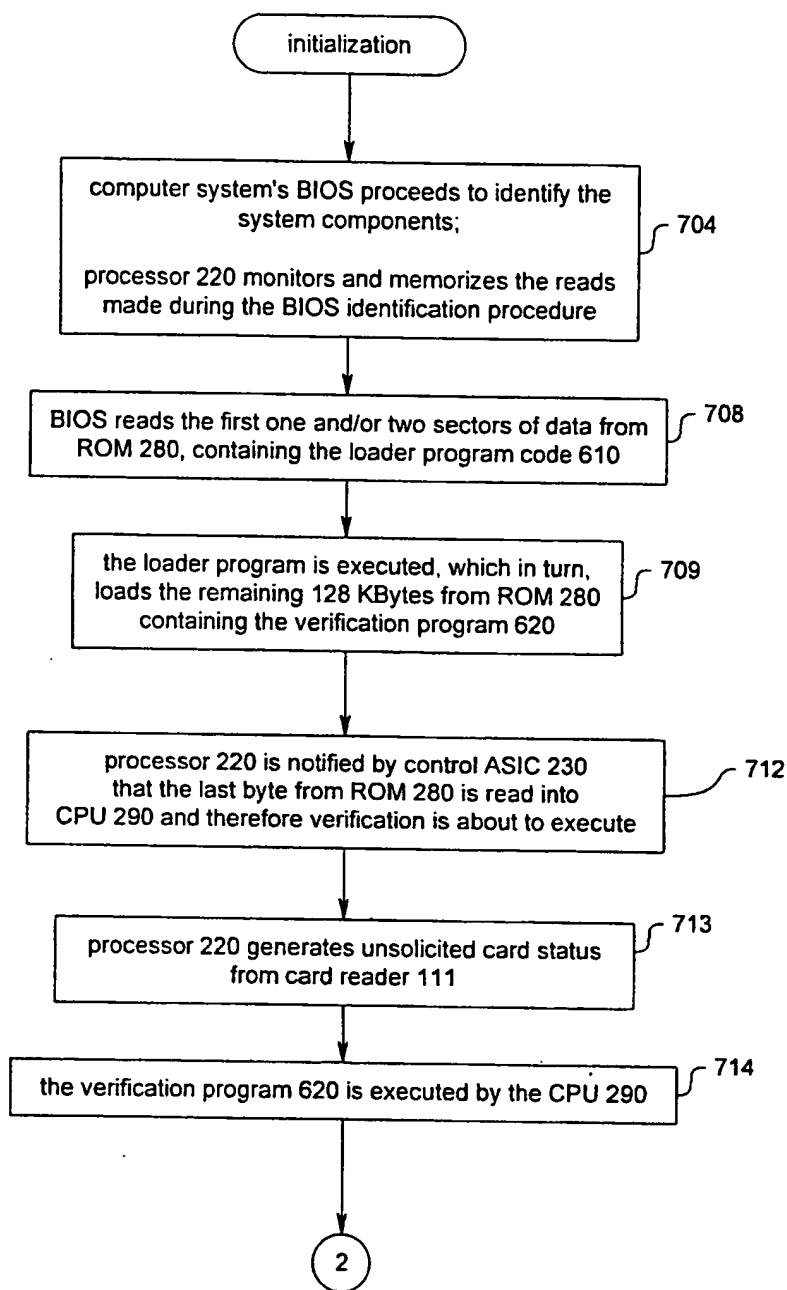 initialization
computer system's BIOS proceeds to identify the
system components;
processor 220 monitors and memorizes the reads
made during the BIOS identification procedure
704
BIOS reads the first one and/or two sectors of data from
ROM 280, containing the loader program code 610
708
the loader program is executed, which in turn,
loads the remaining 128 KBytes from ROM 280
containing the verification program 620
709
processor 220 is notified by control ASIC 230
that the last byte from ROM 280 is read into
CPU 290 and therefore verification is about to execute
712
processor 220 generates unsolicited card status
from card reader 111
713
the verification program 620 is executed by the CPU 290
714
2